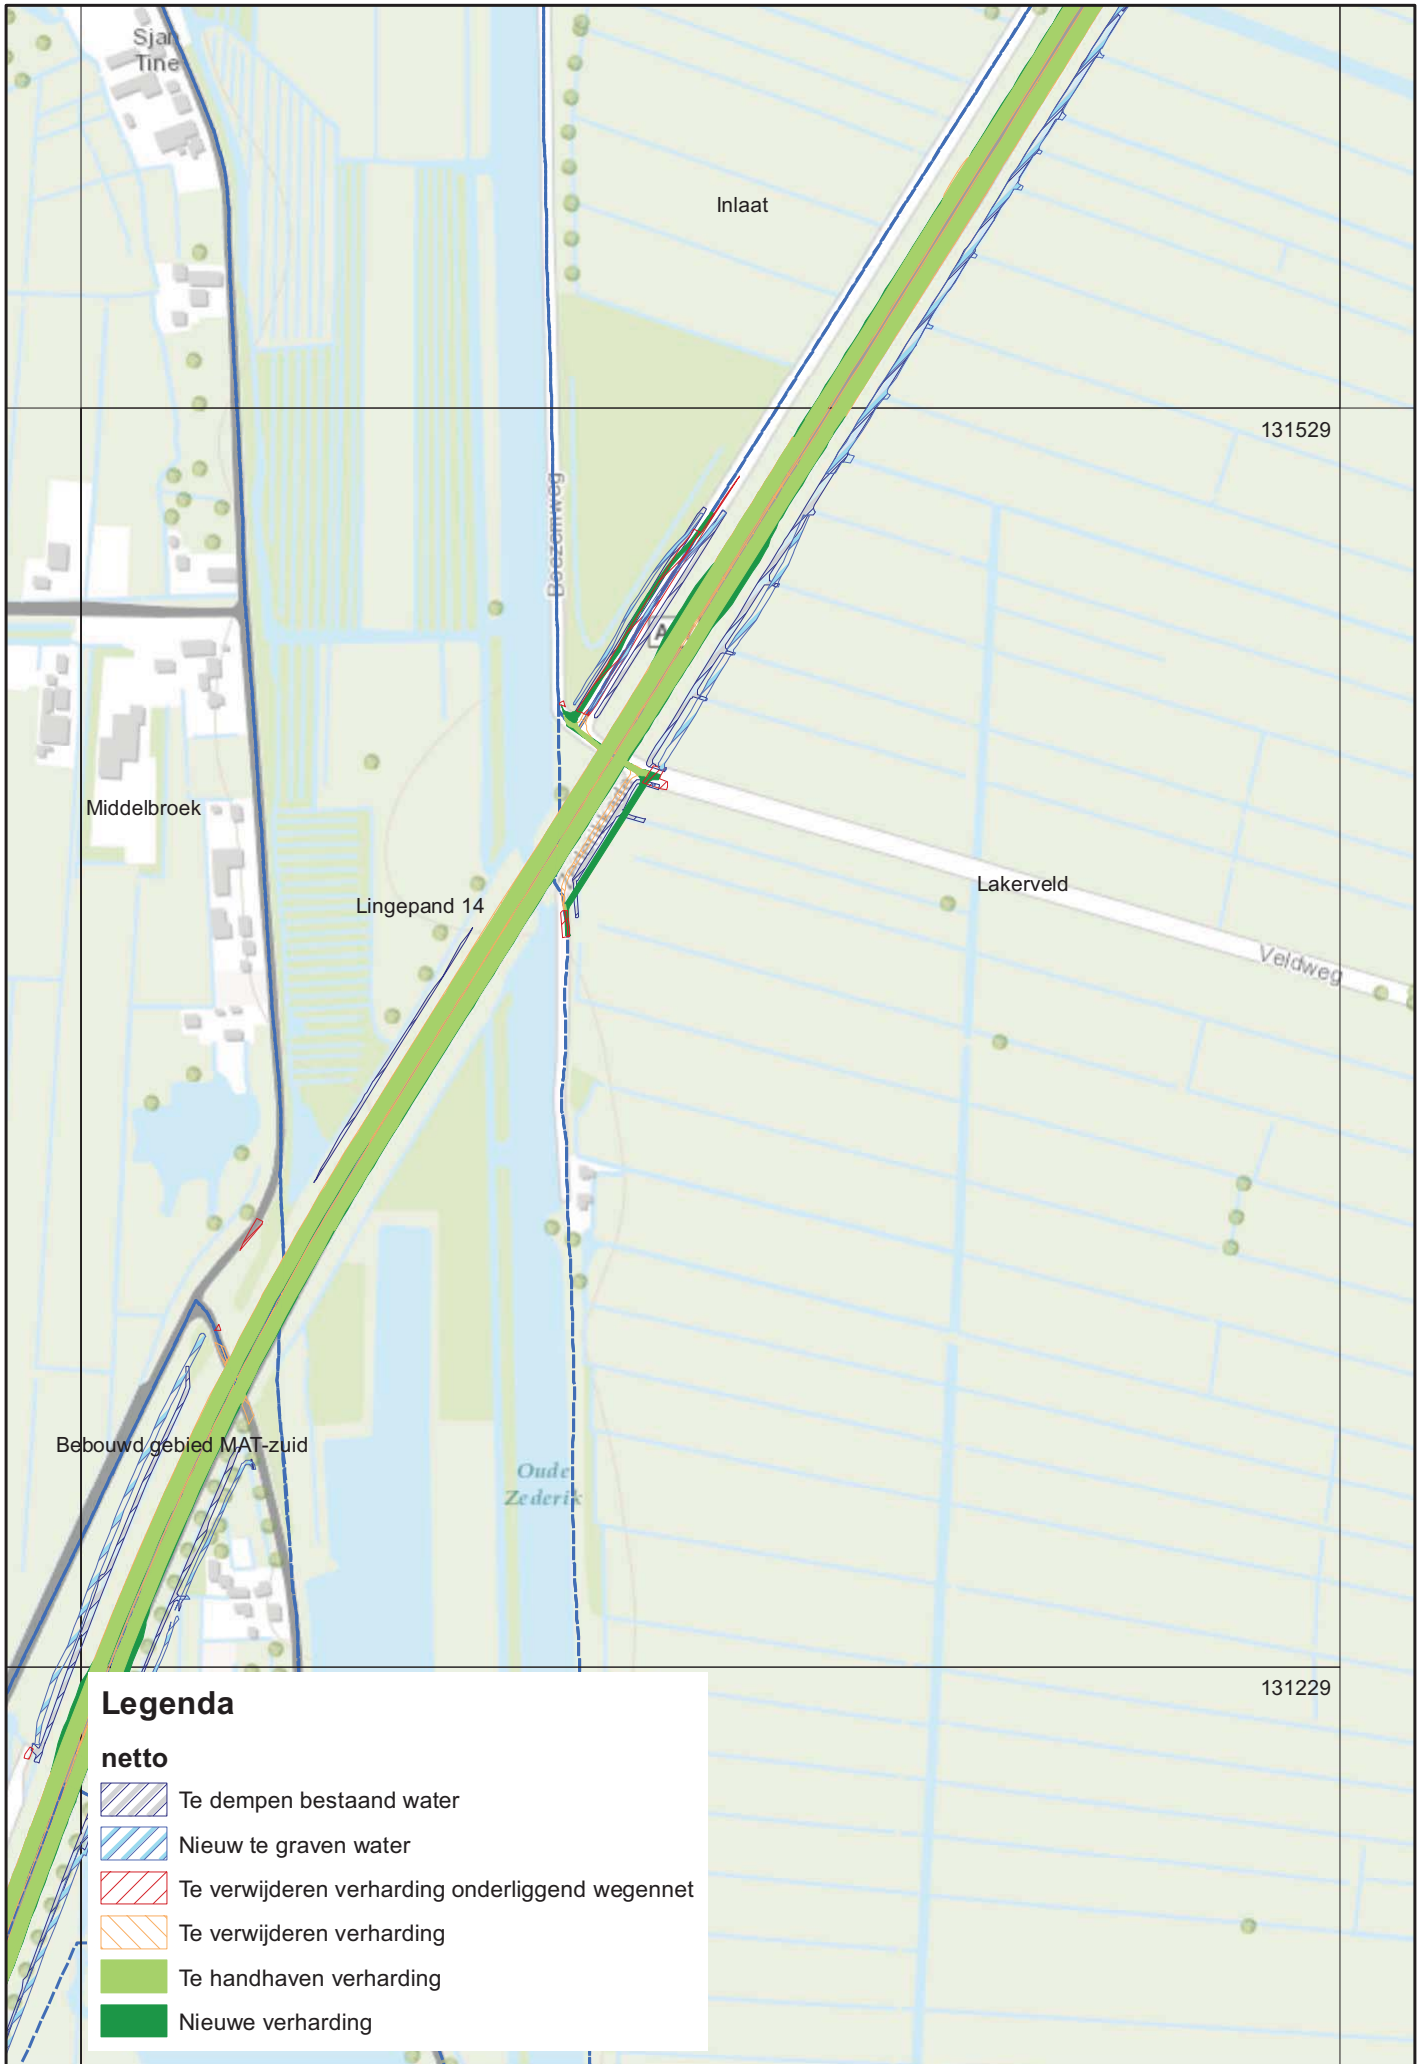 Sjan
Tine
Inlaat
131529
Boezemweg
A
Middelbroek
Zederikkade
Lakerveld
Lingepand 14
Veldweg
Bebouwd gebied MAT-zuid
Oude
Zederik
131229
Legenda
netto
Te dempen bestaand water
Nieuw te graven water
Te verwijderen verharding onderliggend wegennet
Te verwijderen verharding
Te handhaven verharding
Nieuwe verharding